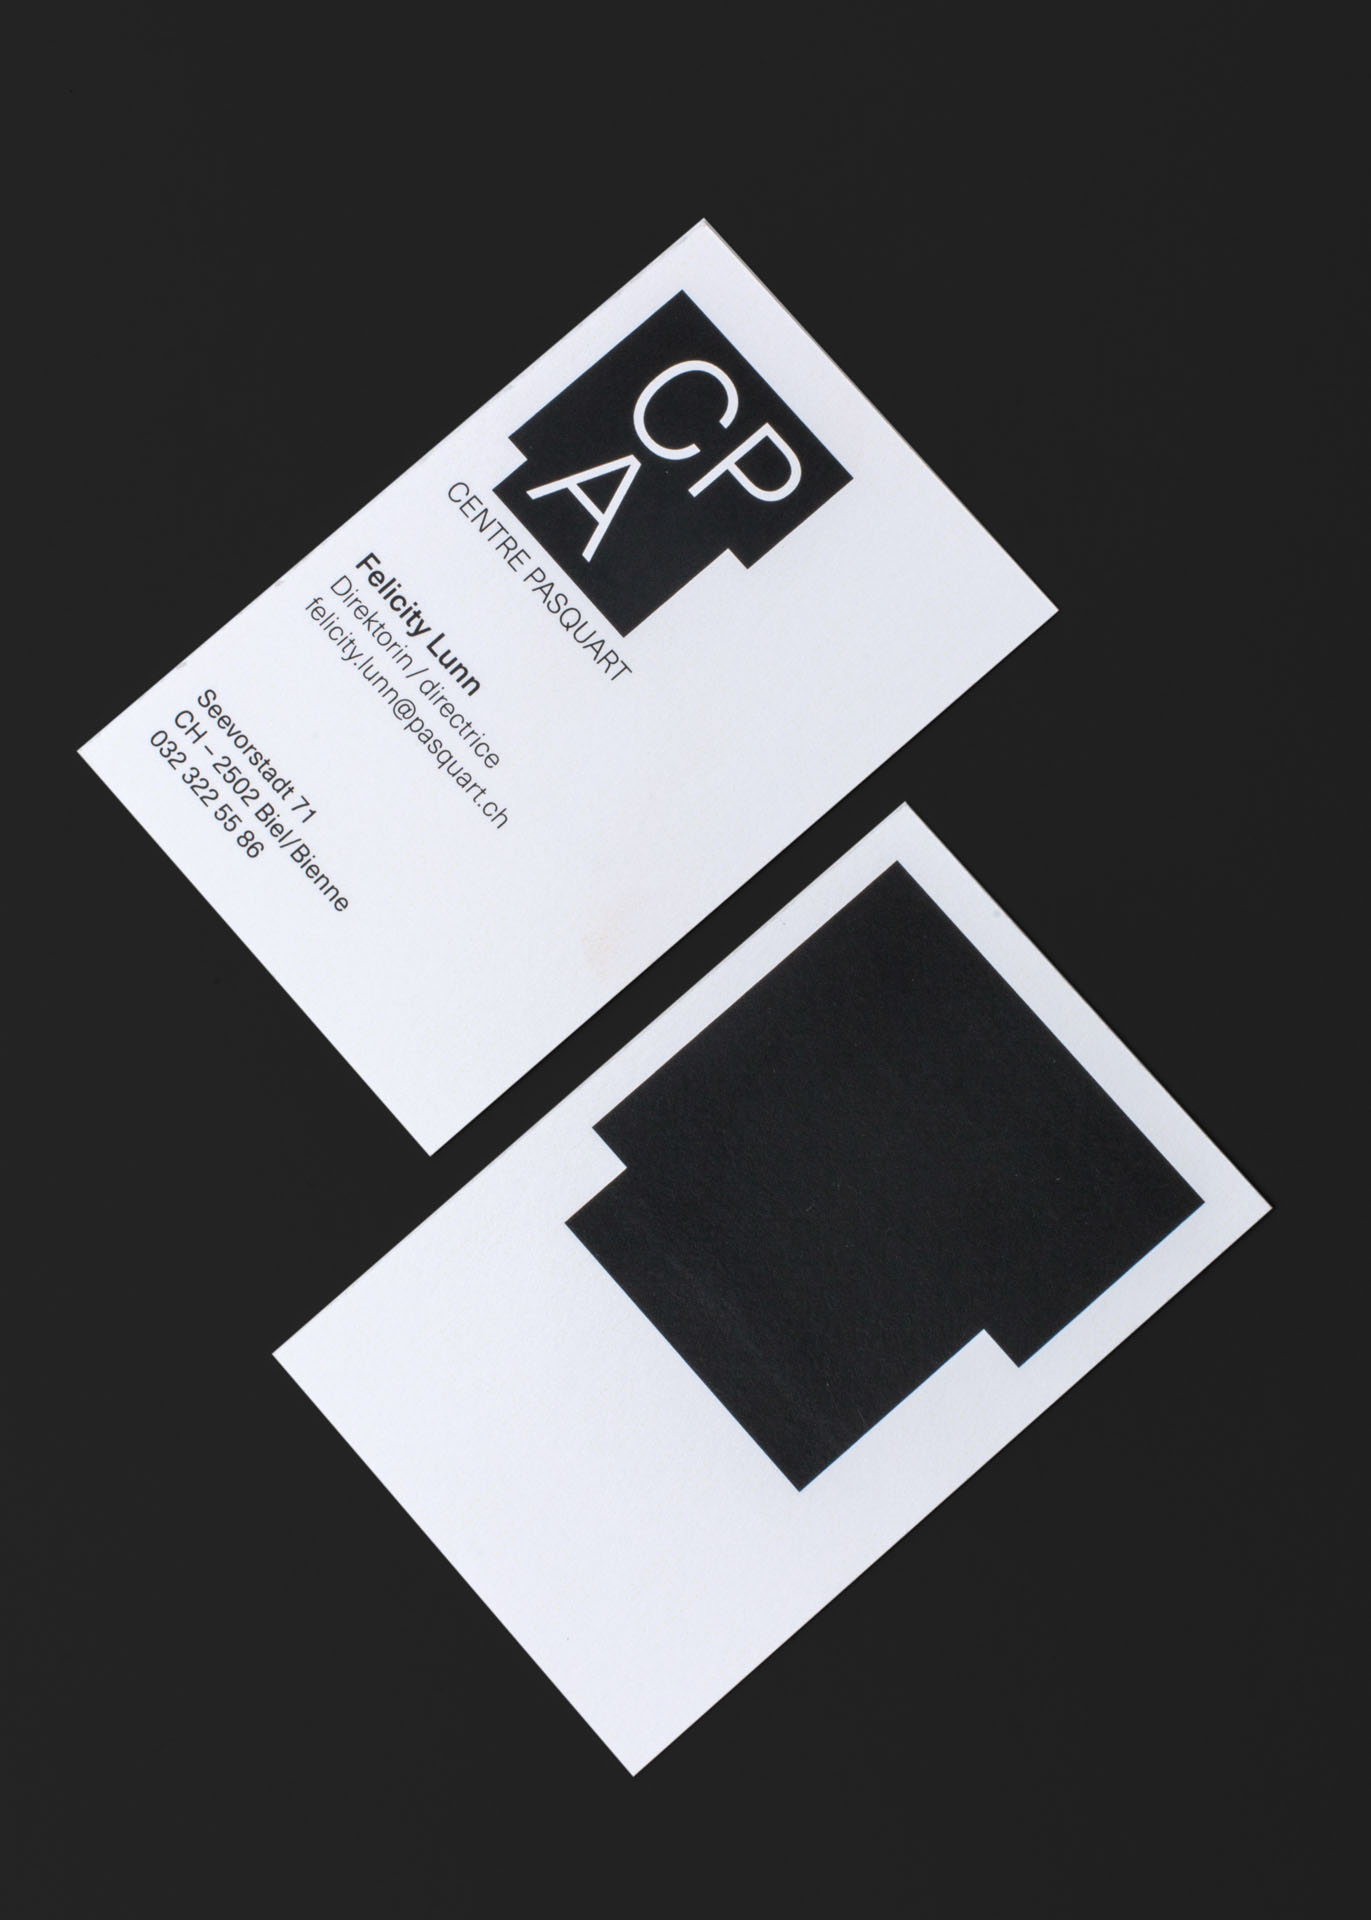 CP
A
CENTRE PASQUART
Felicity Lunn
Direktorin / directrice
felicity.lunn@pasquart.ch
Seevorstadt 71
CH – 2502 Biel/Bienne
032 322 55 86